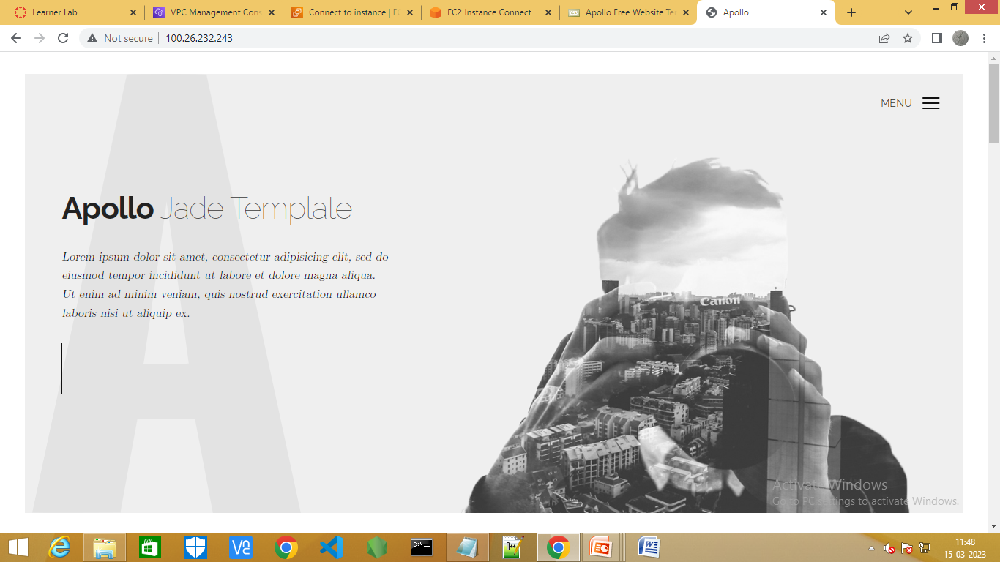 Learner Lab
VPC Management Cons
Connect to instance | EC
EC2 Instance Connect
Apollo Free Website Te
Apollo
Not secure
100.26.232.243
MENU
A
Apollo Jade Template
Lorem ipsum dolor sit amet, consectetur adipisicing elit, sed do
eiusmod tempor incididunt ut labore et dolore magna aliqua.
Ut enim ad minim veniam, quis nostrud exercitation ullamco
laboris nisi ut aliquip ex.
Canon
Activate Windows
Go to PC settings to activate Windows.
11:48
15-03-2023